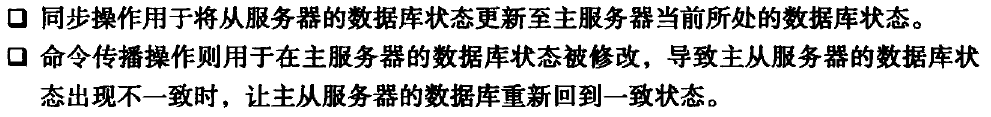 ❑ 同步操作用于将从服务器的数据库状态更新至主服务器当前所处的数据库状态。
❑ 命令传播操作则用于在主服务器的数据库状态被修改，导致主从服务器的数据库状
态出现不一致时，让主从服务器的数据库重新回到一致状态。